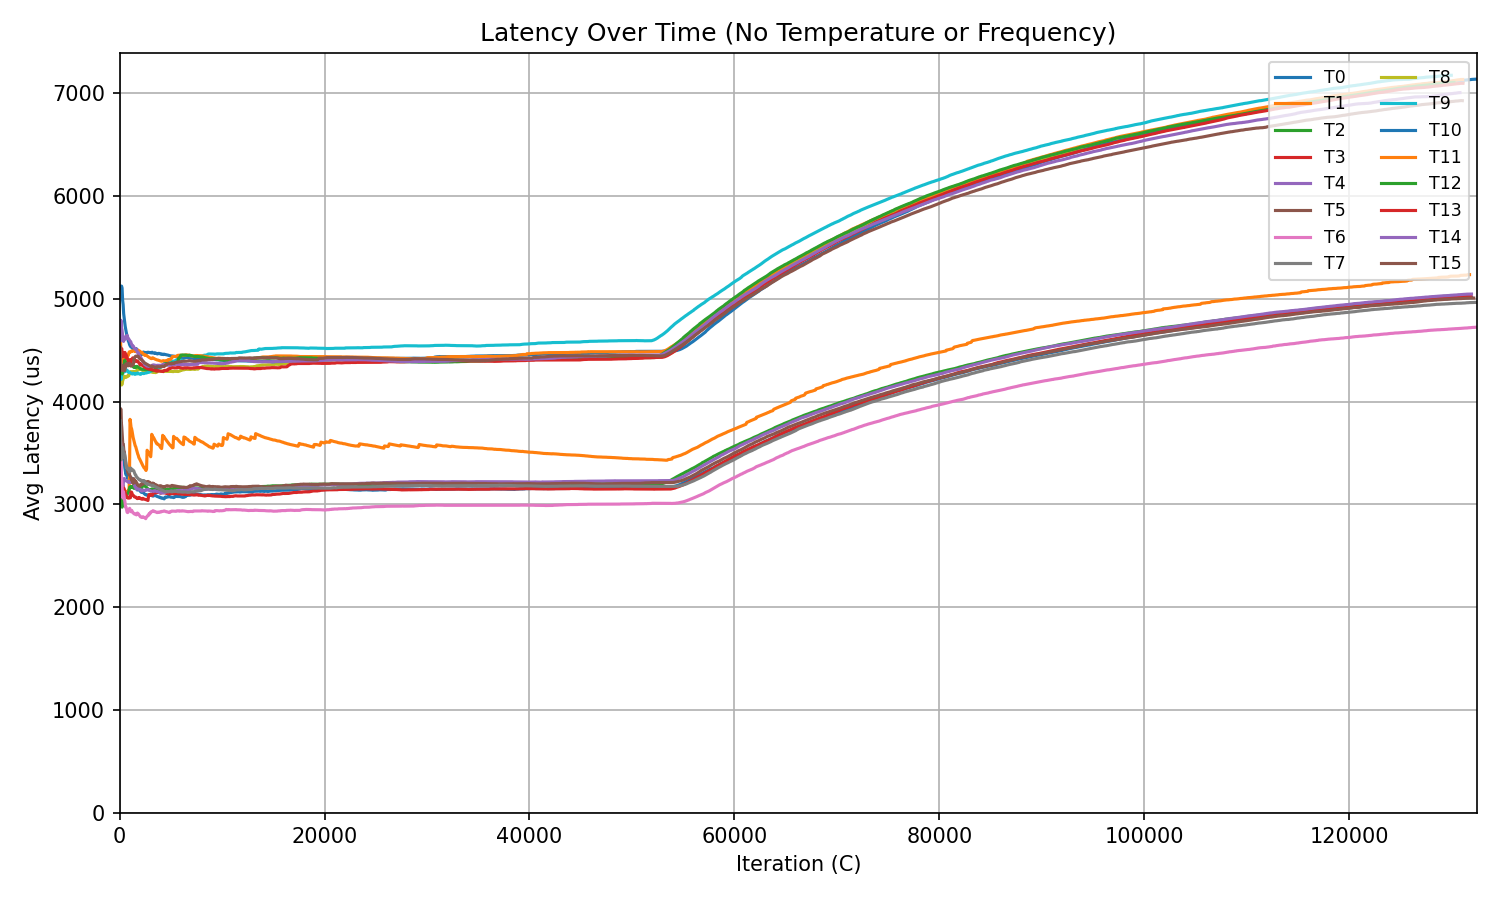 Latency Over Time (No Temperature or Frequency)
Avg Latency (us)
7000
6000
5000
4000
3000
2000
1000
0
T0 T8
T1 T9
T2 T10
T3 T11
T4 T12
T5 T13
T6 T14
T7 T15
0 20000 40000 60000 80000 100000 120000
Iteration (C)